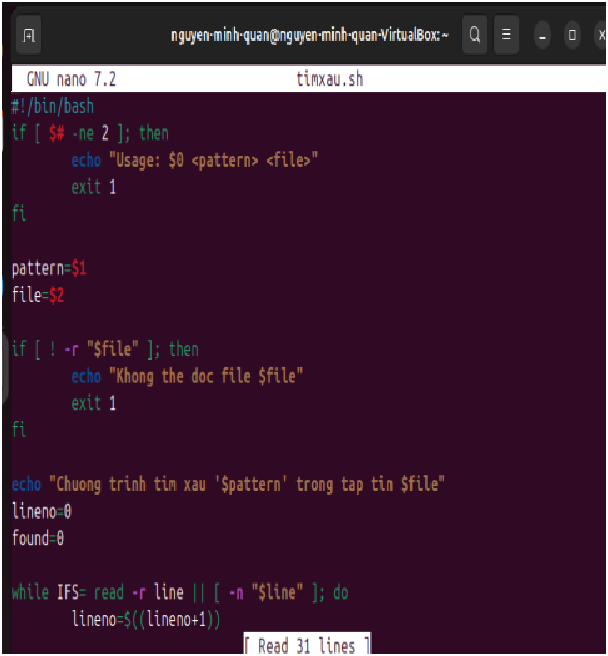 nguyen-minh-quan@nguyen-minh-quan-VirtualBox: ~
GNU nano 7.2 timxau.sh
#!/bin/bash
if [ $# -ne 2 ]; then
echo "Usage: $0 <pattern> <file>"
exit 1
fi
pattern=$1
file=$2
if [ ! -r "$file" ]; then
echo "Khong the doc file $file"
exit 1
fi
echo "Chuong trinh tim xau '$pattern' trong tap tin $file"
lineno=0
found=0
while IFS= read -r line || [ -n "$line" ]; do
lineno=$((lineno+1))
[ Read 31 lines ]